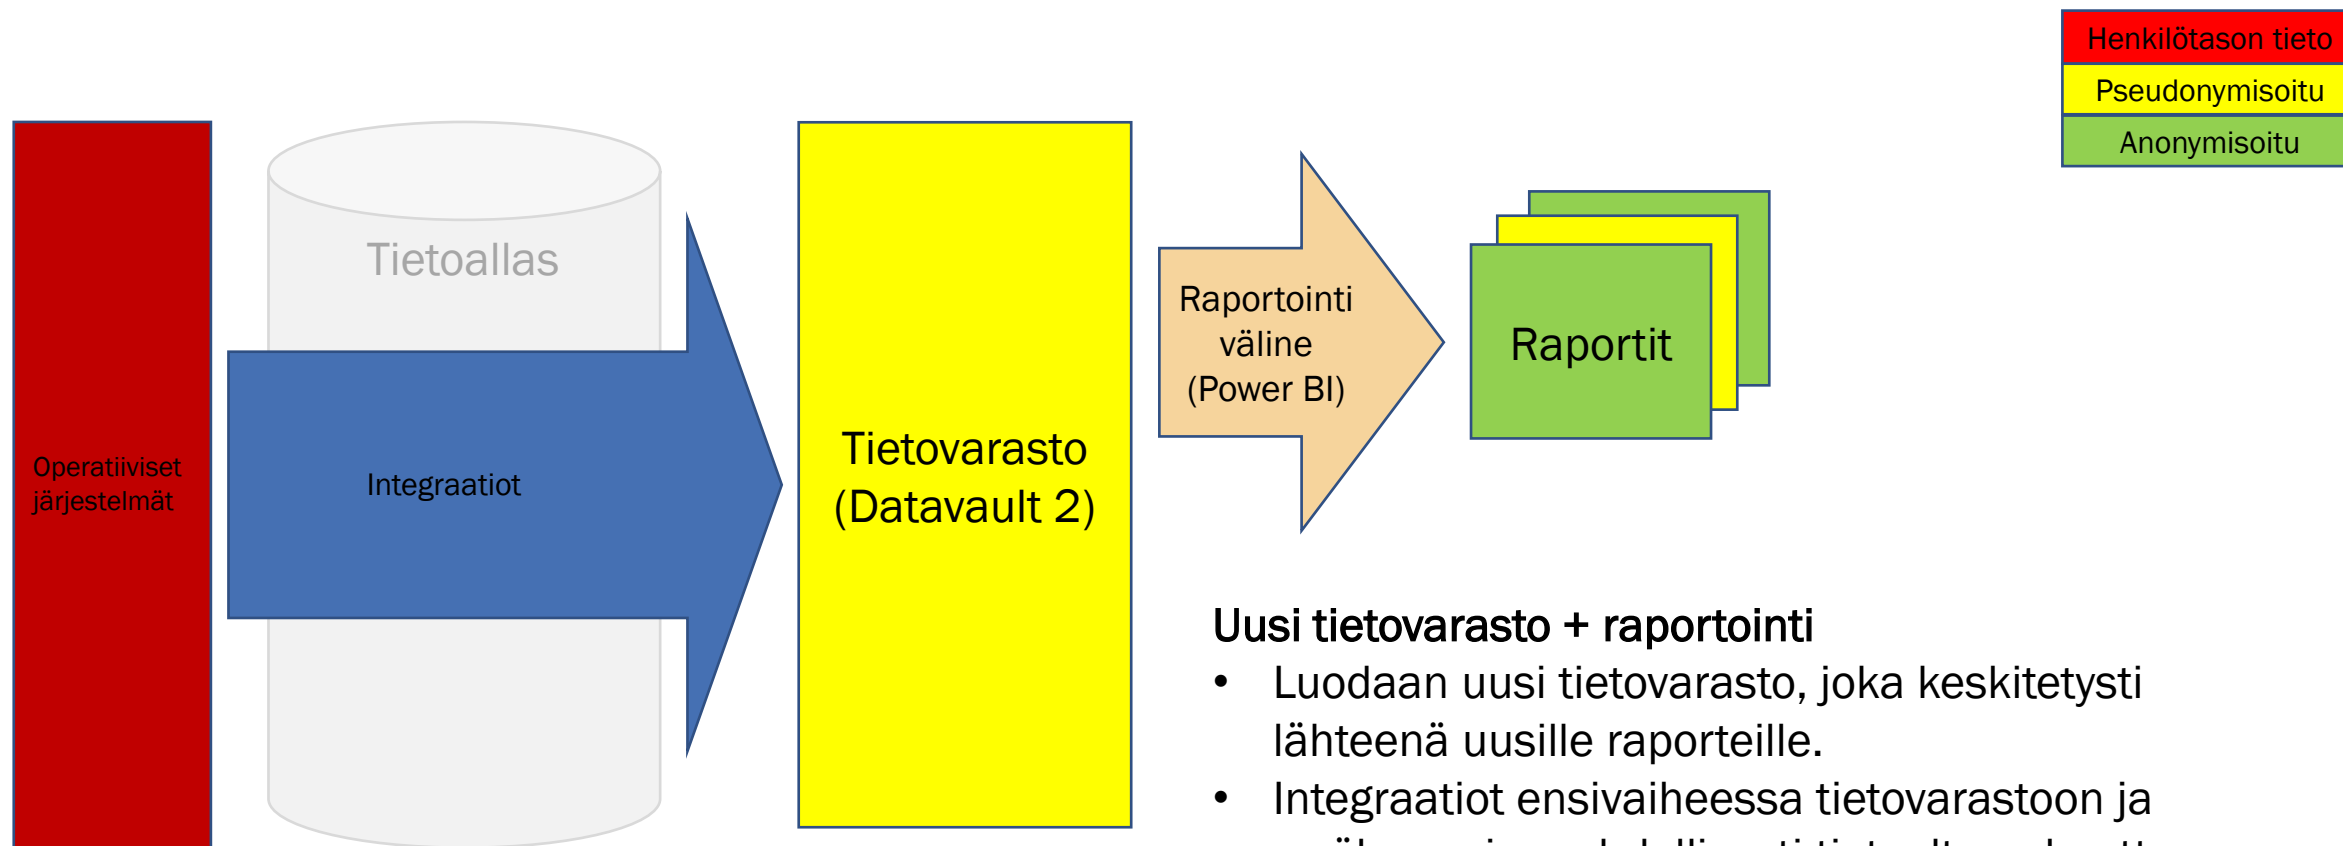 Henkilötason tieto
Pseudonymisoitu
Anonymisoitu
Operatiiviset
järjestelmät
Tietoallas
Integraatiot
Tietovarasto
(Datavault 2)
Raportointi
väline
(Power BI)
Raportit
Uusi tietovarasto + raportointi
• Luodaan uusi tietovarasto, joka keskitetysti
lähteenä uusille raporteille.
• Integraatiot ensivaiheessa tietovarastoon ja